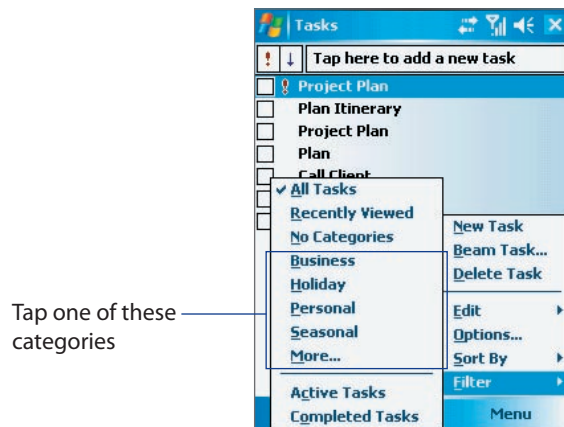 Tasks
! ↓ Tap here to add a new task
Project Plan
Plan Itinerary
Project Plan
Plan
Call Client
✓ All Tasks
Recently Viewed
No Categories
Business
Holiday
Personal
Seasonal
More...
Active Tasks
Completed Tasks
New Task
Beam Task...
Delete Task
Edit
Options...
Sort By
Filter
Menu
Tap one of these
categories